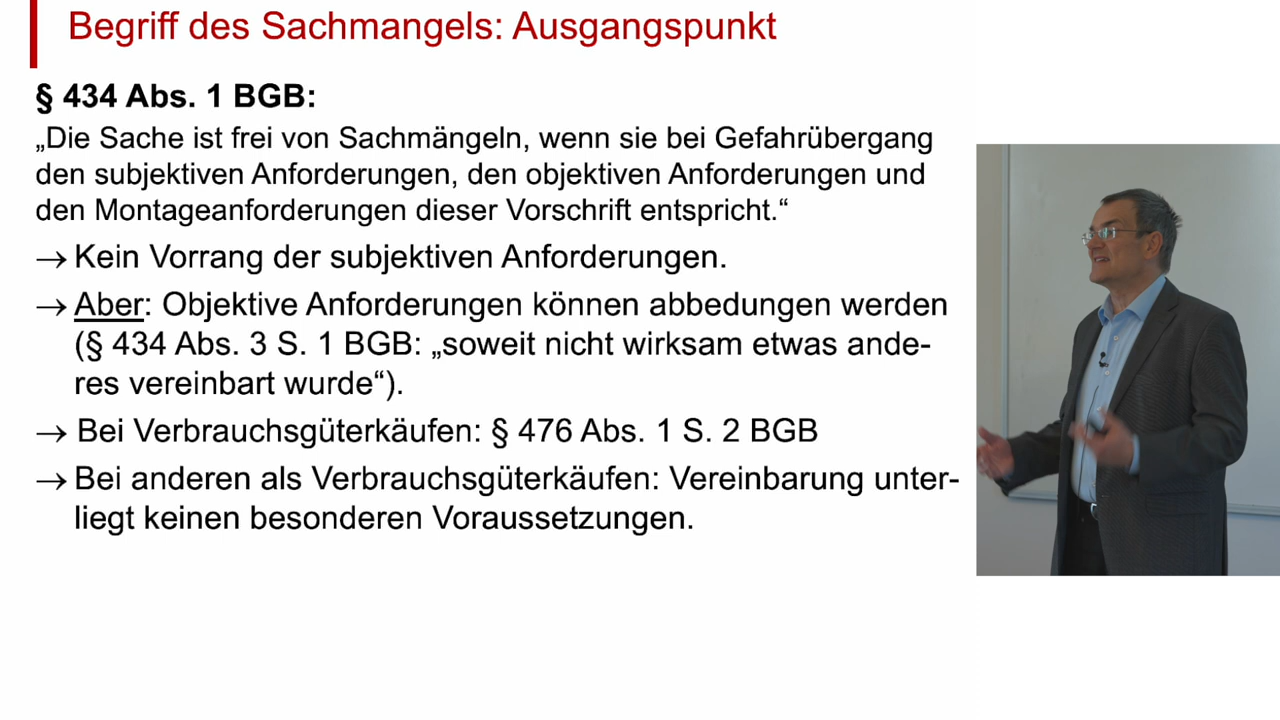 Begriff des Sachmangels: Ausgangspunkt
§ 434 Abs. 1 BGB:
„Die Sache ist frei von Sachmängeln, wenn sie bei Gefahrübergang
den subjektiven Anforderungen, den objektiven Anforderungen und
den Montageanforderungen dieser Vorschrift entspricht.“
→ Kein Vorrang der subjektiven Anforderungen.
→ Aber: Objektive Anforderungen können abbedungen werden
(§ 434 Abs. 3 S. 1 BGB: „soweit nicht wirksam etwas ande-
res vereinbart wurde“).
→ Bei Verbrauchsgüterkäufen: § 476 Abs. 1 S. 2 BGB
→ Bei anderen als Verbrauchsgüterkäufen: Vereinbarung unter-
liegt keinen besonderen Voraussetzungen.